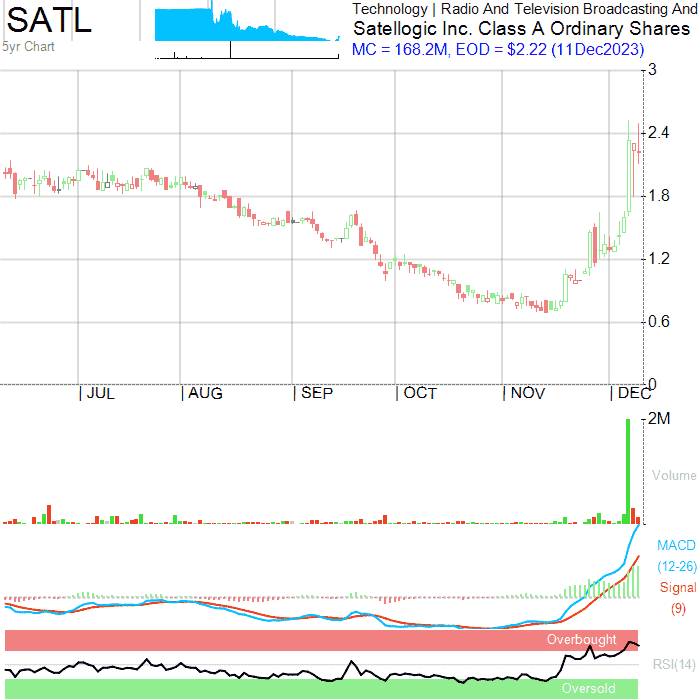 SATL
5yr Chart
Technology | Radio And Television Broadcasting And
Satellogic Inc. Class A Ordinary Shares
MC = 168.2M, EOD = $2.22 (11Dec2023)
3
2.4
1.8
1.2
0.6
0
JUL
AUG
SEP
OCT
NOV
DEC
2M
Volume
MACD
(12-26)
Signal
(9)
Overbought
RSI(14)
Oversold